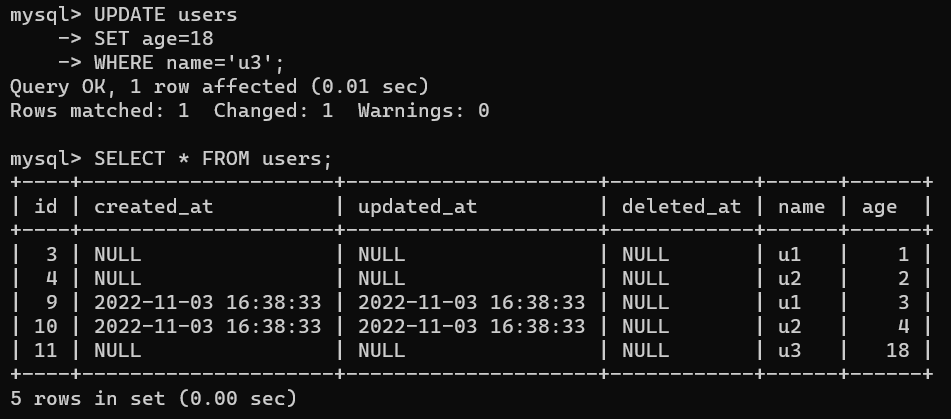 mysql> UPDATE users
    -> SET age=18
    -> WHERE name='u3';
Query OK, 1 row affected (0.01 sec)
Rows matched: 1  Changed: 1  Warnings: 0

mysql> SELECT * FROM users;
+----+---------------------+---------------------+------------+------+------+
| id | created_at          | updated_at          | deleted_at | name | age  |
+----+---------------------+---------------------+------------+------+------+
|  3 | NULL                | NULL                | NULL       | u1   |    1 |
|  4 | NULL                | NULL                | NULL       | u2   |    2 |
|  9 | 2022-11-03 16:38:33 | 2022-11-03 16:38:33 | NULL       | u1   |    3 |
| 10 | 2022-11-03 16:38:33 | 2022-11-03 16:38:33 | NULL       | u2   |    4 |
| 11 | NULL                | NULL                | NULL       | u3   |   18 |
+----+---------------------+---------------------+------------+------+------+
5 rows in set (0.00 sec)